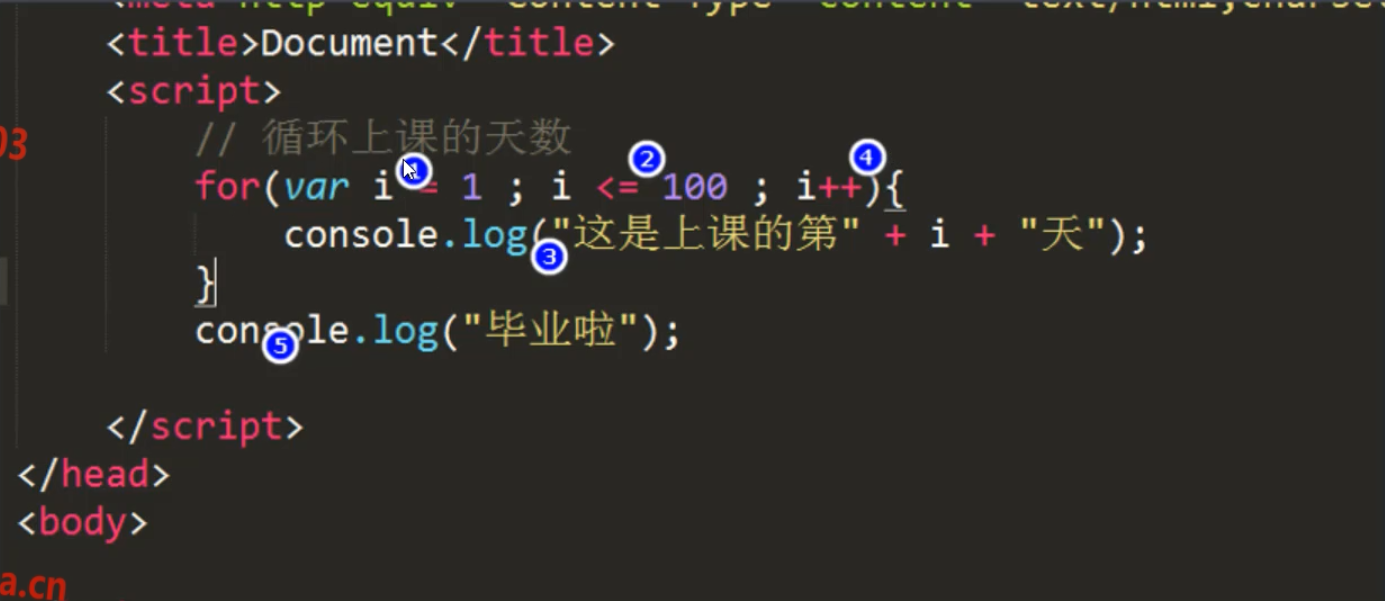 <title>Document</title>
<script>
// 循环上课的天数
for(var i = 1 ; i <= 100 ; i++){
console.log("这是上课的第" + i + "天");
}
console.log("毕业啦");
</script>
</head>
<body>
03
a.cn
1
2
4
3
5